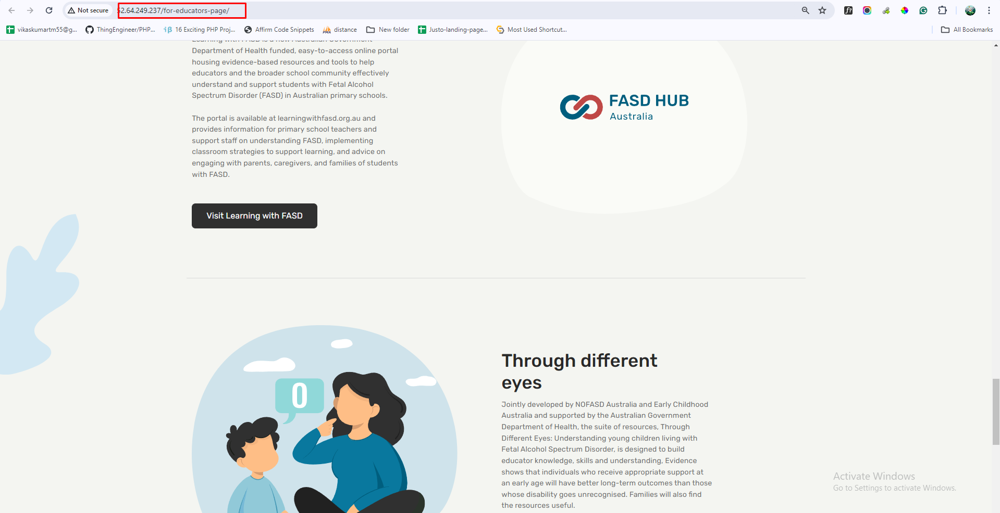 Not secure
52.64.249.237/for-educators-page/
vikaskumartm55@g...
ThingEngineer/PHP...
16 Exciting PHP Proj...
Affirm Code Snippets
distance
New folder
Justo-landing-page...
Most Used Shortcut...
All Bookmarks
Learning with FASD is a new Australian Government
Department of Health funded, easy-to-access online portal
housing evidence-based resources and tools to help
educators and the broader school community effectively
understand and support students with Fetal Alcohol
Spectrum Disorder (FASD) in Australian primary schools.
The portal is available at learningwithfasd.org.au and
provides information for primary school teachers and
support staff on understanding FASD, implementing
classroom strategies to support learning, and advice on
engaging with parents, caregivers, and families of students
with FASD.
Visit Learning with FASD
FASD HUB
Australia
0
Through different
eyes
Jointly developed by NOFASD Australia and Early Childhood
Australia and supported by the Australian Government
Department of Health, the suite of resources, Through
Different Eyes: Understanding young children living with
Fetal Alcohol Spectrum Disorder, is designed to build
educator knowledge, skills and understanding, Evidence
shows that individuals who receive appropriate support at
an early age will have better long-term outcomes than those
whose disability goes unrecognised. Families will also find
the resources useful.
Activate Windows
Go to Settings to activate Windows.